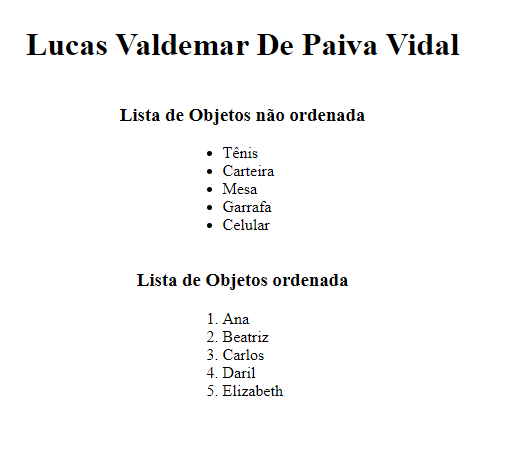 Lucas Valdemar De Paiva Vidal
Lista de Objetos não ordenada
• Tênis
• Carteira
• Mesa
• Garrafa
• Celular
Lista de Objetos ordenada
1. Ana
2. Beatriz
3. Carlos
4. Daril
5. Elizabeth